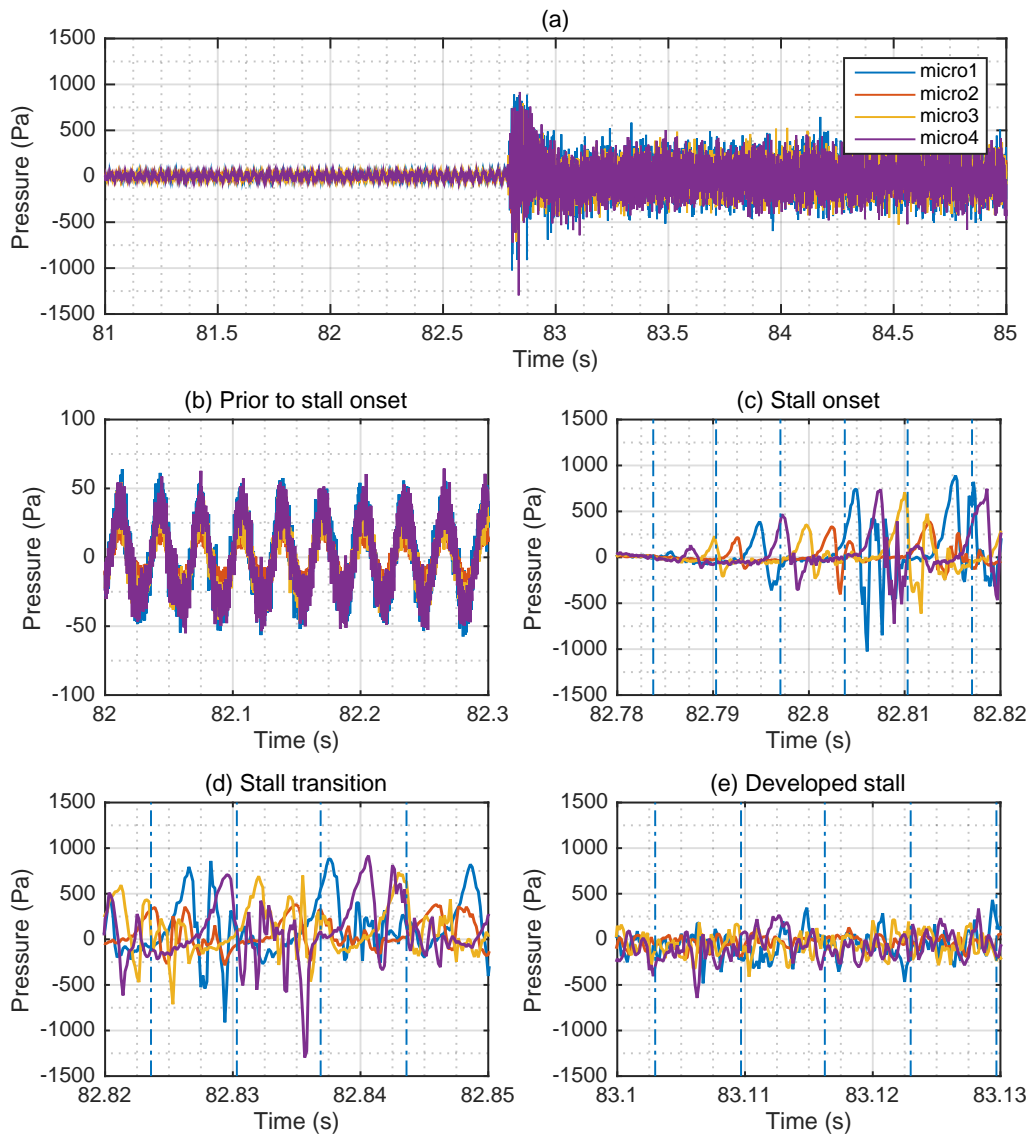 (a)
1500
1000
500
0
-500
-1000
-1500
Pressure (Pa)
micro1
micro2
micro3
micro4
81 81.5 82 82.5 83 83.5 84 84.5 85
Time (s)
(b) Prior to stall onset
100
50
0
-50
-100
Pressure (Pa)
82 82.1 82.2 82.3
Time (s)
(c) Stall onset
1500
1000
500
0
-500
-1000
-1500
Pressure (Pa)
82.78 82.79 82.8 82.81 82.82
Time (s)
(d) Stall transition
1500
1000
500
0
-500
-1000
-1500
Pressure (Pa)
82.82 82.83 82.84 82.85
Time (s)
(e) Developed stall
1500
1000
500
0
-500
-1000
-1500
Pressure (Pa)
83.1 83.11 83.12 83.13
Time (s)